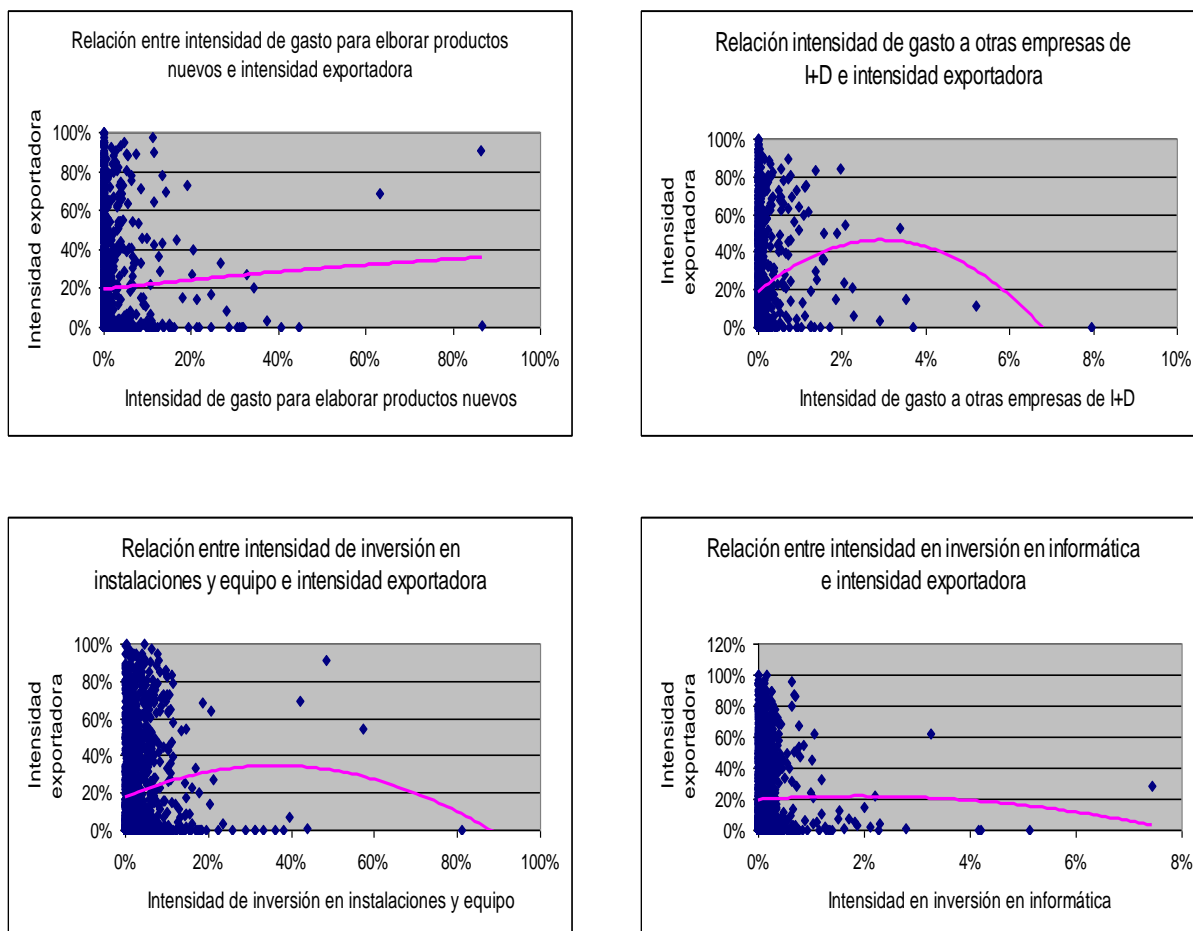 Relación entre intensidad de gasto para elborar productos
nuevos e intensidad exportadora
Intensidad exportadora
100%
80%
60%
40%
20%
0%
0% 20% 40% 60% 80% 100%
Intensidad de gasto para elaborar productos nuevos
Relación intensidad de gasto a otras empresas de
I+D e intensidad exportadora
Intensidad
exportadora
100%
80%
60%
40%
20%
0%
0% 2% 4% 6% 8% 10%
Intensidad de gasto a otras empresas de I+D
Relación entre intensidad de inversión en
instalaciones y equipo e intensidad exportadora
Intensidad
exportadora
100%
80%
60%
40%
20%
0%
0% 20% 40% 60% 80% 100%
Intensidad de inversión en instalaciones y equipo
Relación entre intensidad en inversión en informática
e intensidad exportadora
Intensidad
exportadora
120%
100%
80%
60%
40%
20%
0%
0% 2% 4% 6% 8%
Intensidad en inversión en informática